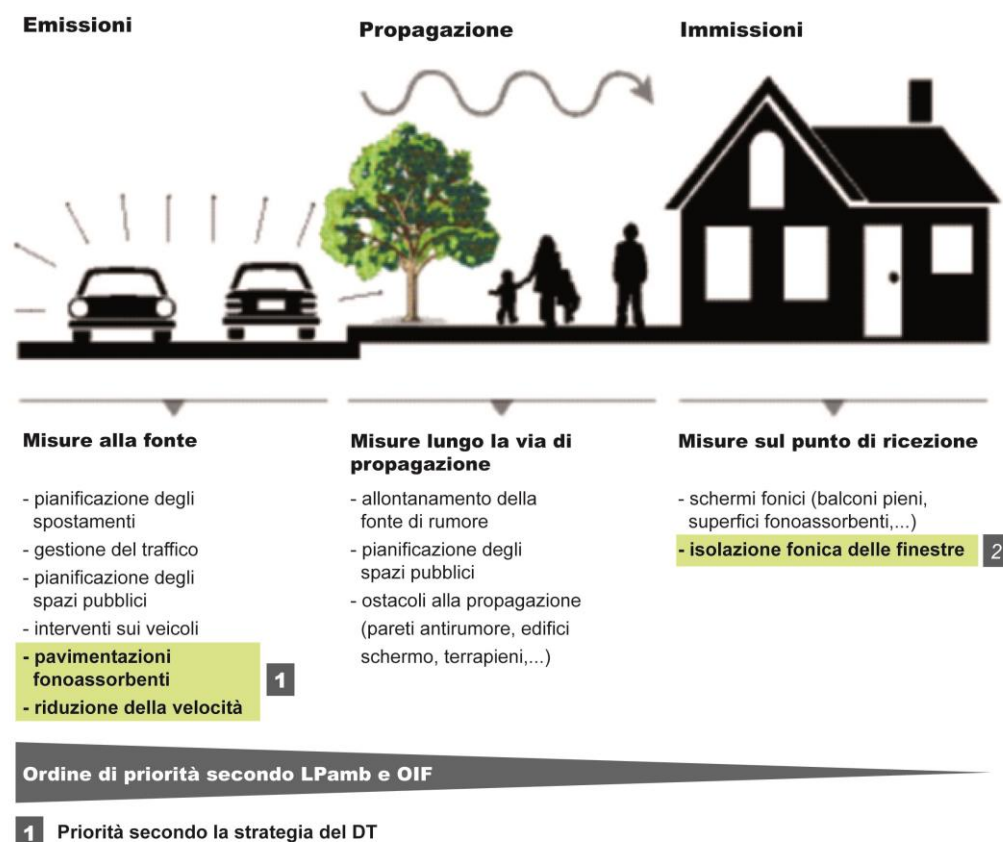 Emissioni
Propagazione
Immissioni
Misure alla fonte
- pianificazione degli
spostamenti
- gestione del traffico
- pianificazione degli
spazi pubblici
- interventi sui veicoli
- pavimentazioni
fonoassorbenti
- riduzione della velocità
1
Misure lungo la via di
propagazione
- allontanamento della
fonte di rumore
- pianificazione degli
spazi pubblici
- ostacoli alla propagazione
(pareti antirumore, edifici
schermo, terrapieni,...)
Misure sul punto di ricezione
- schermi fonici (balconi pieni,
superfici fonoassorbenti,...)
- isolazione fonica delle finestre
2
Ordine di priorità secondo LPamb e OIF
1 Priorità secondo la strategia del DT